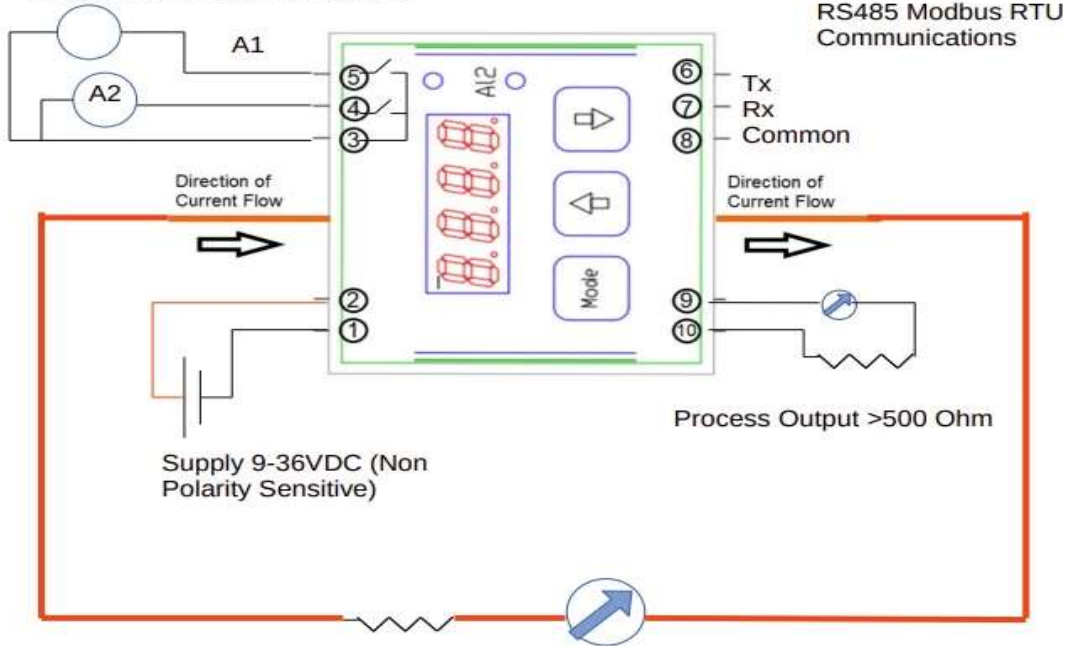 RS485 Modbus RTU
Communications
A1
A2
5
4
3
Al2
6
7
8
Tx
Rx
Common
Direction of
Current Flow
Direction of
Current Flow
2
1
Mode
9
10
Process Output >500 Ohm
Supply 9-36VDC (Non
Polarity Sensitive)